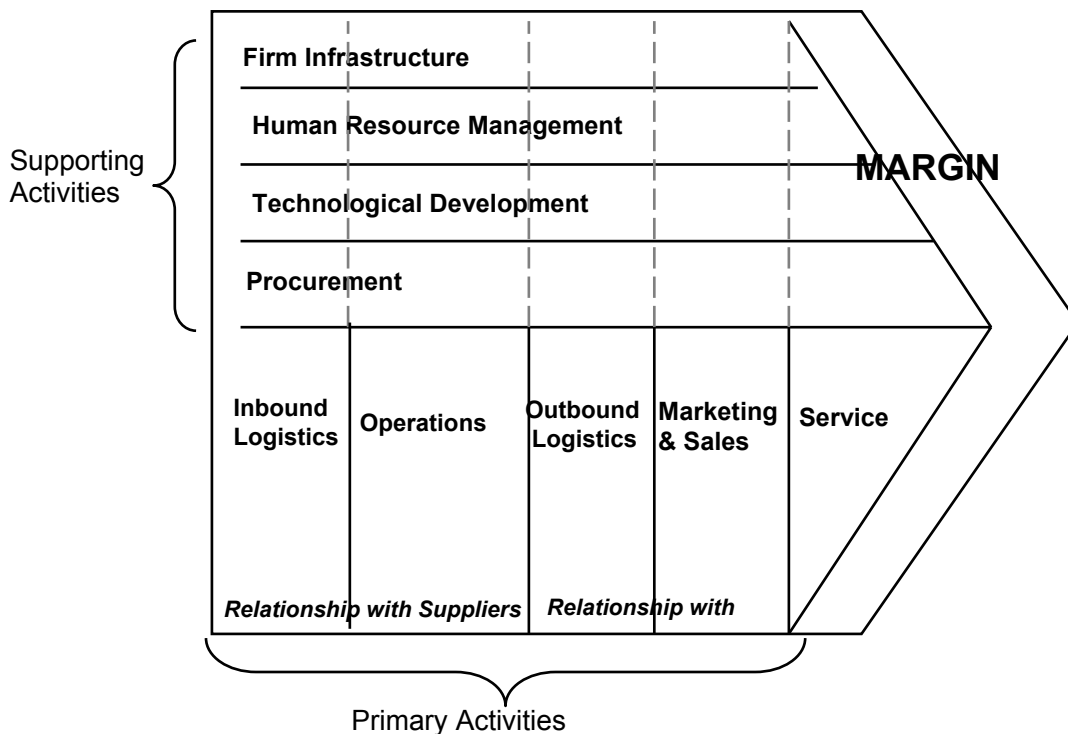 Firm Infrastructure
Human Resource Management
MARGIN
Supporting
Activities
Technological Development
Procurement
Inbound
Logistics
Operations
Outbound
Logistics
Marketing
& Sales
Service
Relationship with Suppliers
Relationship with
Primary Activities